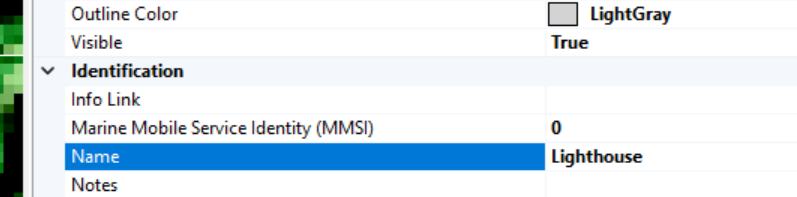 Outline Color LightGray
Visible True
Identification
Info Link
Marine Mobile Service Identity (MMSI) 0
Name Lighthouse
Notes